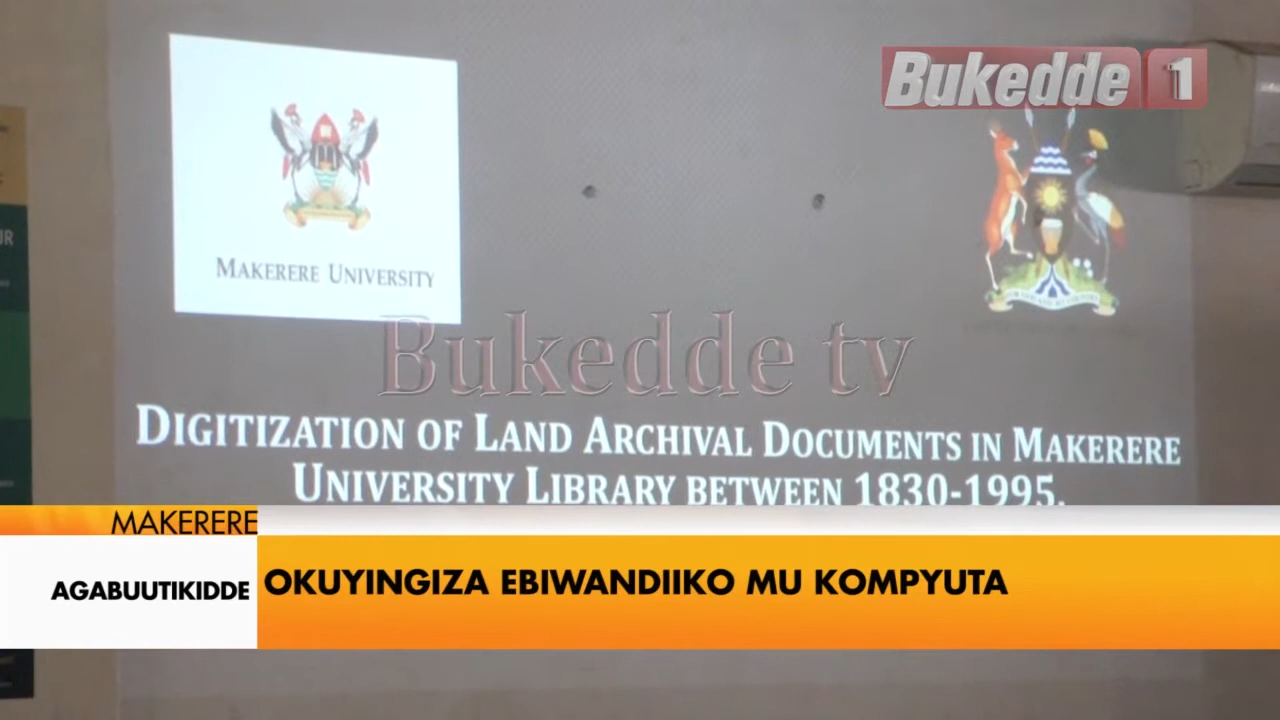 Bukedde 1
MAKERERE UNIVERSITY
Bukedde tv
DIGITIZATION OF LAND ARCHIVAL DOCUMENTS IN MAKERERE
UNIVERSITY LIBRARY BETWEEN 1830-1995.
MAKERERE
AGABUUTIKIDDE
OKUYINGIZA EBIWANDIIKO MU KOMPYUTA